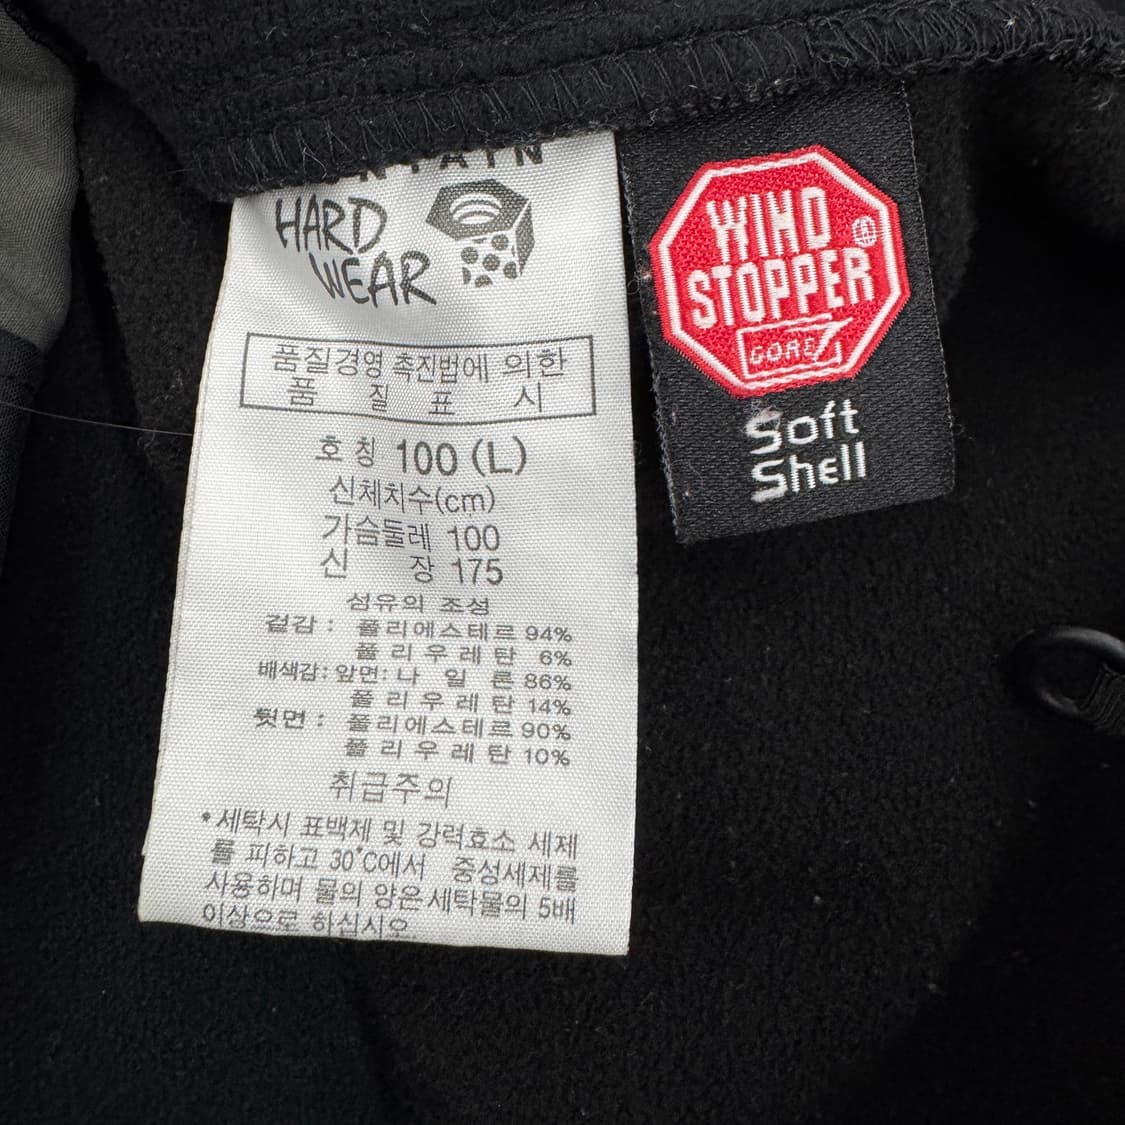 HARD
WEAR
품질경영 촉진법에 의한
품 질 표 시
호 칭 100 (L)
신체치수(cm)
가슴둘레 100
신 장 175
섬유의 조성
겉감 : 폴리에스테르 94%
폴 리 우 레 탄 6%
배색감: 앞면: 나 일 론 86%
폴 리 우 레 탄 14%
뒷면 : 폴리에스테르 90%
폴 리 우 레 탄 10%
취급주의
*세탁시 표백제 및 강력효소 세제
를 피하고 30°C에서 중성세제를
사용하며 물의 양은 세탁물의 5배
이상으로 하십시오.
WIND
STOPPER
GORE
Soft
Shell